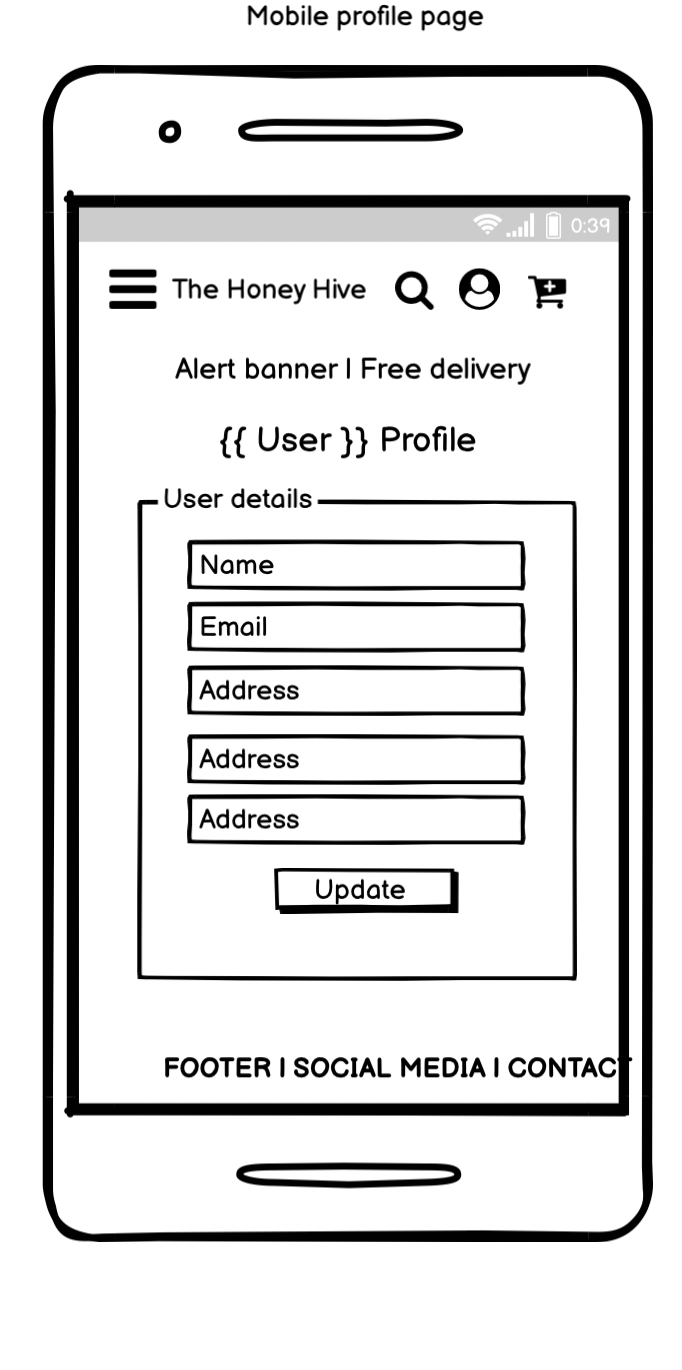 Mobile profile page
0:39
The Honey Hive
Alert banner | Free delivery
{{ User }} Profile
User details
Name
Email
Address
Address
Address
Update
FOOTER | SOCIAL MEDIA | CONTACT